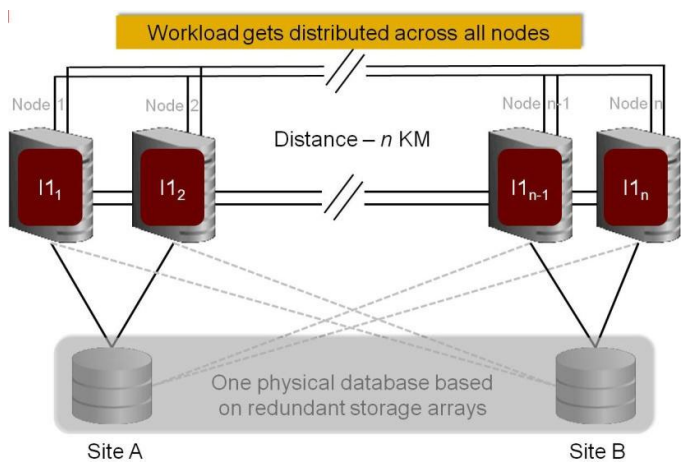 Workload gets distributed across all nodes
Node 1
Node 2
Node n-1
Node n
Distance – n KM
I1₁
I1₂
I1ₙ₋₁
I1ₙ
One physical database based
on redundant storage arrays
Site A
Site B